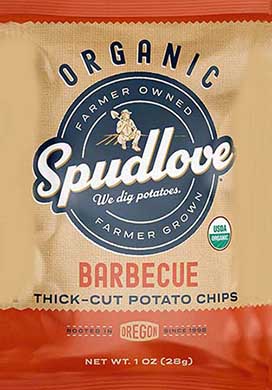 ORGANIC
FARMER OWNED
Spudlove
We dig potatoes.
FARMER GROWN
USDA
ORGANIC
BARBECUE
THICK-CUT POTATO CHIPS
ROOTED IN OREGON SINCE 1998
NET WT. 1 OZ (28g)